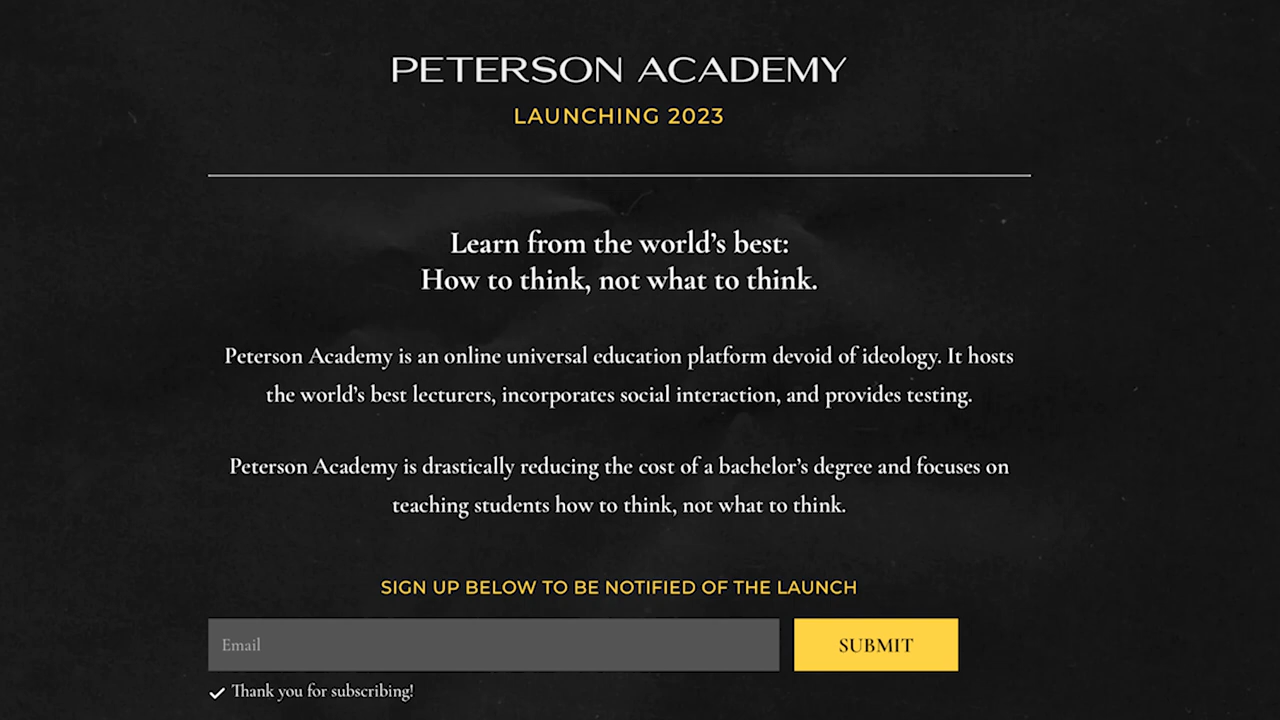 PETERSON ACADEMY
LAUNCHING 2023
Learn from the world’s best:
How to think, not what to think.
Peterson Academy is an online universal education platform devoid of ideology. It hosts
the world’s best lecturers, incorporates social interaction, and provides testing.
Peterson Academy is drastically reducing the cost of a bachelor’s degree and focuses on
teaching students how to think, not what to think.
SIGN UP BELOW TO BE NOTIFIED OF THE LAUNCH
Email
SUBMIT
Thank you for subscribing!